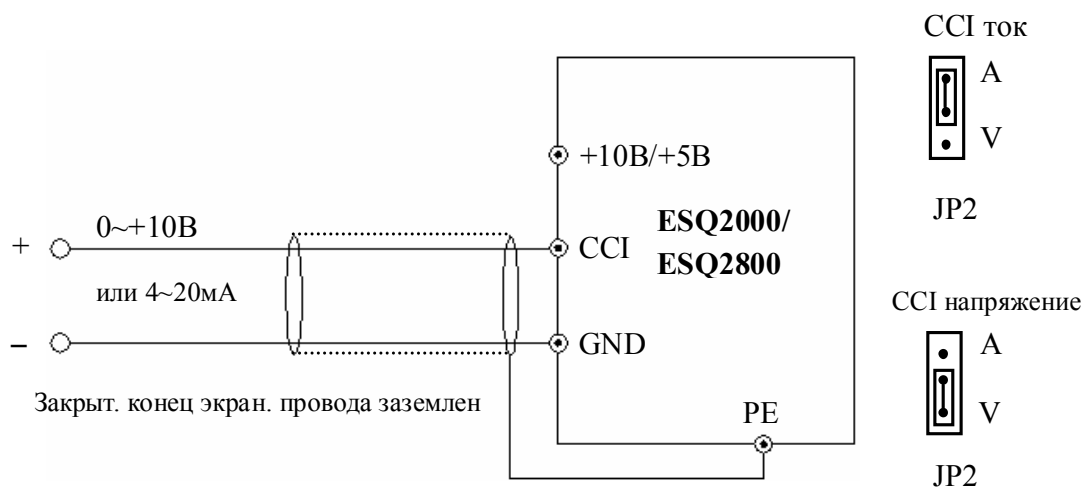 CCI ток
A
V
JP2
+10В/+5В
0~+10В
ESQ2000/
ESQ2800
+
CCI
или 4~20мА
CCI напряжение
–
GND
A
V
Закрыт. конец экран. провода заземлен
PE
JP2